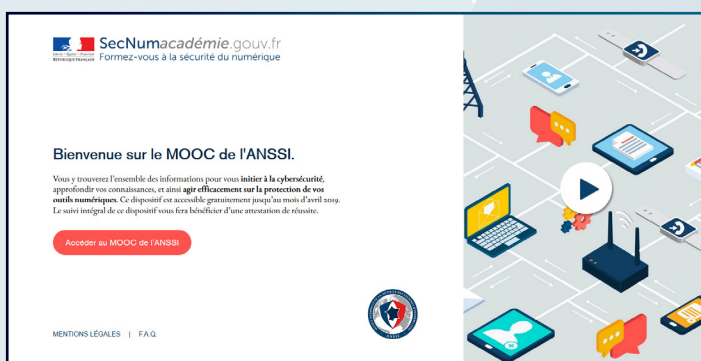 SecNumacadémie.gouv.fr
Formez-vous à la sécurité du numérique
RÉPUBLIQUE FRANÇAISE
Bienvenue sur le MOOC de l'ANSSI.
Vous y trouverez l'ensemble des informations pour vous initier à la cybersécurité,
approfondir vos connaissances, et ainsi agir efficacement sur la protection de vos
outils numériques. Ce dispositif est accessible gratuitement jusqu'au mois d'avril 2019.
Le suivi intégral de ce dispositif vous fera bénéficier d'une attestation de réussite.
Accéder au MOOC de l'ANSSI
MENTIONS LÉGALES | F.A.Q.